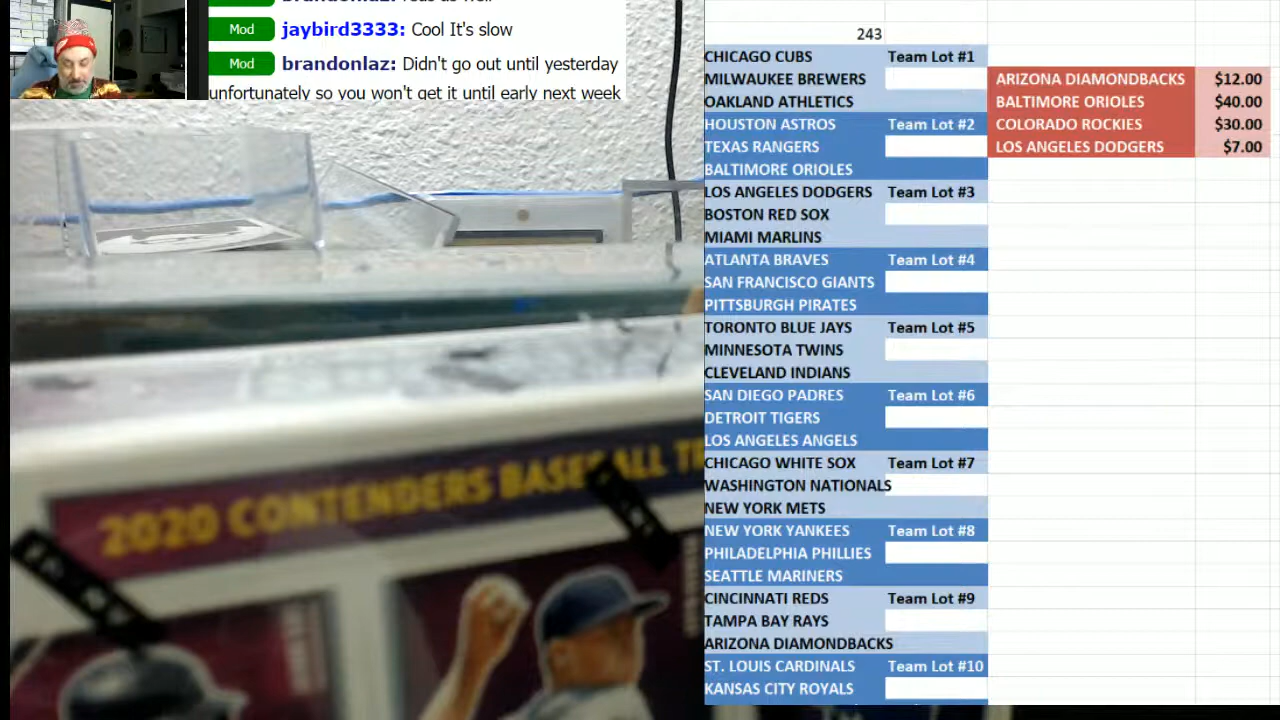 Mod jaybird3333: Cool It's slow
Mod brandonlaz: Didn't go out until yesterday
unfortunately so you won't get it until early next week
2020 CONTENDERS BASEBALL
243
CHICAGO CUBS Team Lot #1
MILWAUKEE BREWERS
OAKLAND ATHLETICS
HOUSTON ASTROS Team Lot #2
TEXAS RANGERS
BALTIMORE ORIOLES
LOS ANGELES DODGERS Team Lot #3
BOSTON RED SOX
MIAMI MARLINS
ATLANTA BRAVES Team Lot #4
SAN FRANCISCO GIANTS
PITTSBURGH PIRATES
TORONTO BLUE JAYS Team Lot #5
MINNESOTA TWINS
CLEVELAND INDIANS
SAN DIEGO PADRES Team Lot #6
DETROIT TIGERS
LOS ANGELS ANGELS
CHICAGO WHITE SOX Team Lot #7
WASHINGTON NATIONALS
NEW YORK METS
NEW YORK YANKEES Team Lot #8
PHILADELPHIA PHILLIES
SEATTLE MARINERS
CINCINNATI REDS Team Lot #9
TAMPA BAY RAYS
ARIZONA DIAMONDBACKS
ST. LOUIS CARDINALS Team Lot #10
KANSAS CITY ROYALS
ARIZONA DIAMONDBACKS $12.00
BALTIMORE ORIOLES $40.00
COLORADO ROCKIES $30.00
LOS ANGELES DODGERS $7.00